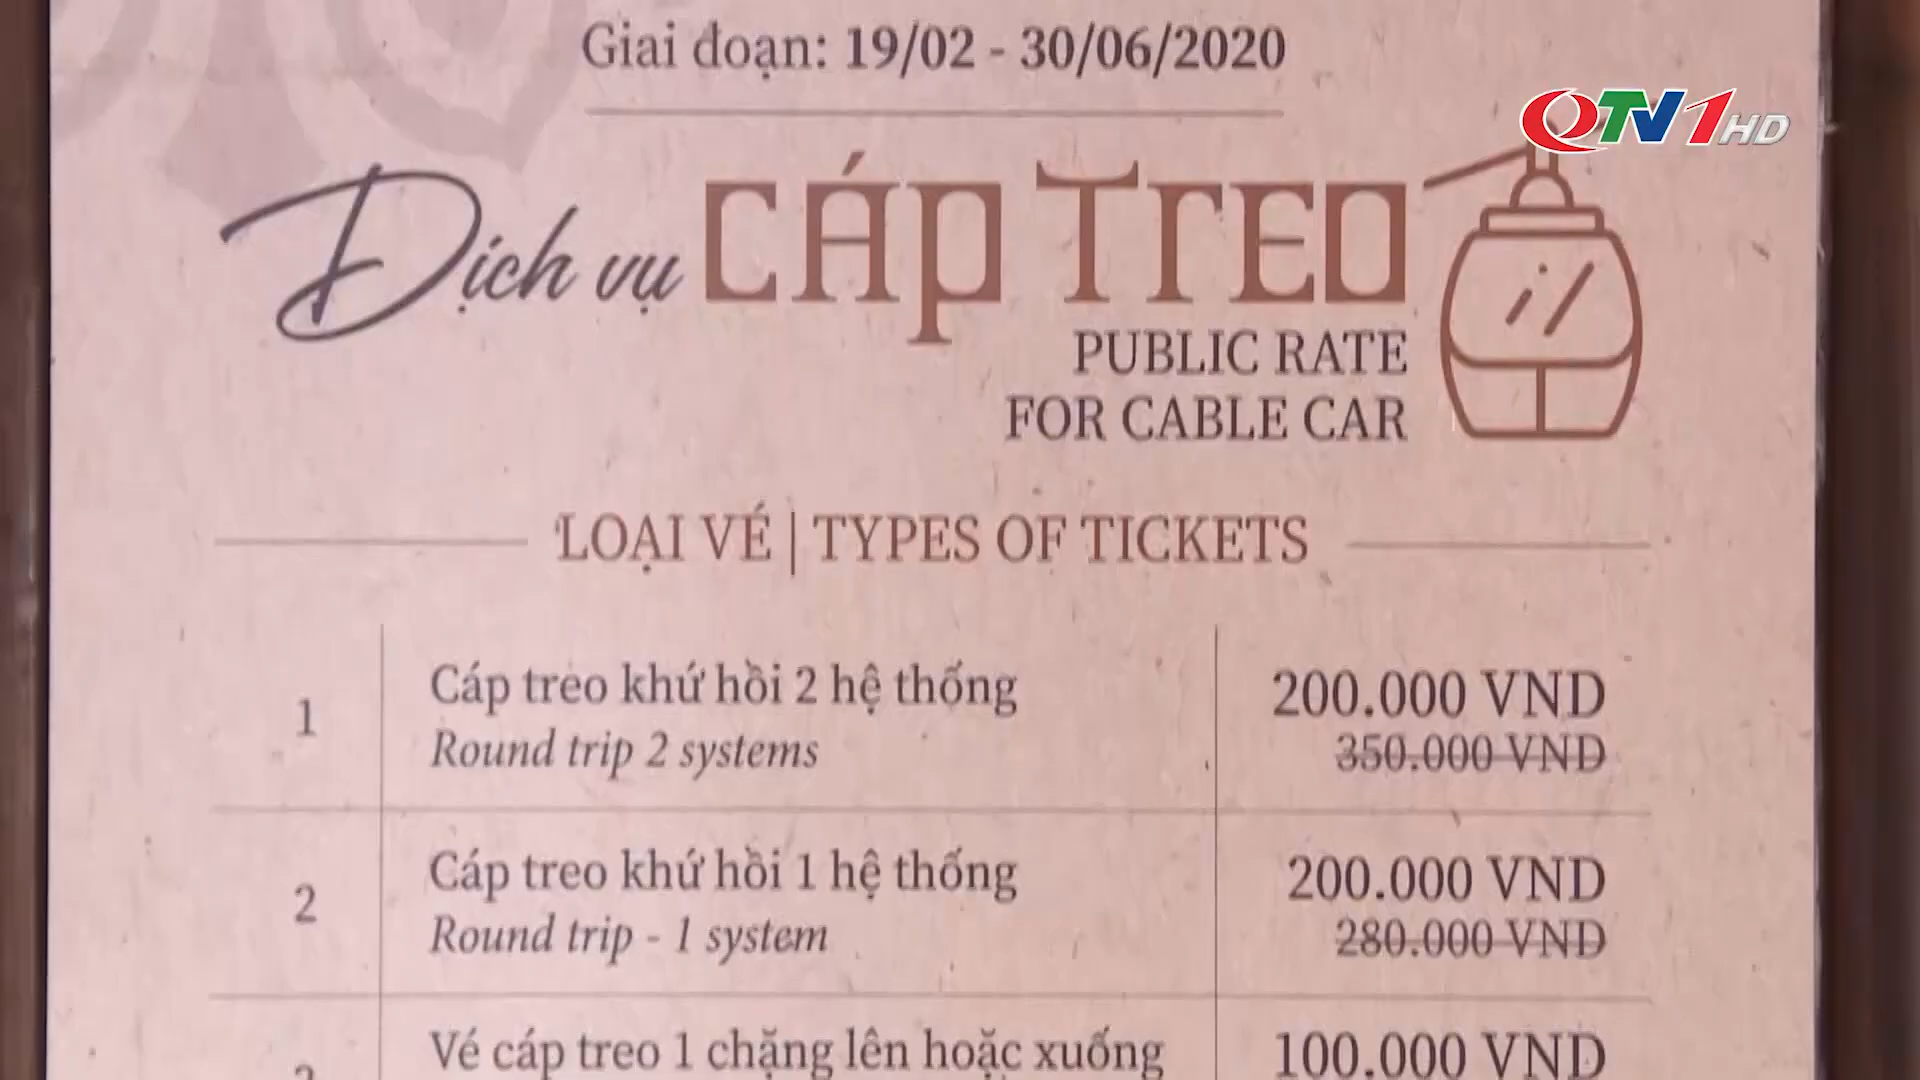 Giai đoạn: 19/02 - 30/06/2020
QTV1HD
Dịch vụ CÁP TREO
PUBLIC RATE
FOR CABLE CAR
LOẠI VÉ | TYPES OF TICKETS
1
Cáp treo khứ hồi 2 hệ thống
200.000 VND
Round trip 2 systems
350.000 VND
2
Cáp treo khứ hồi 1 hệ thống
200.000 VND
Round trip - 1 system
280.000 VND
Vé cáp treo 1 chặng lên hoặc xuống
100.000 VND